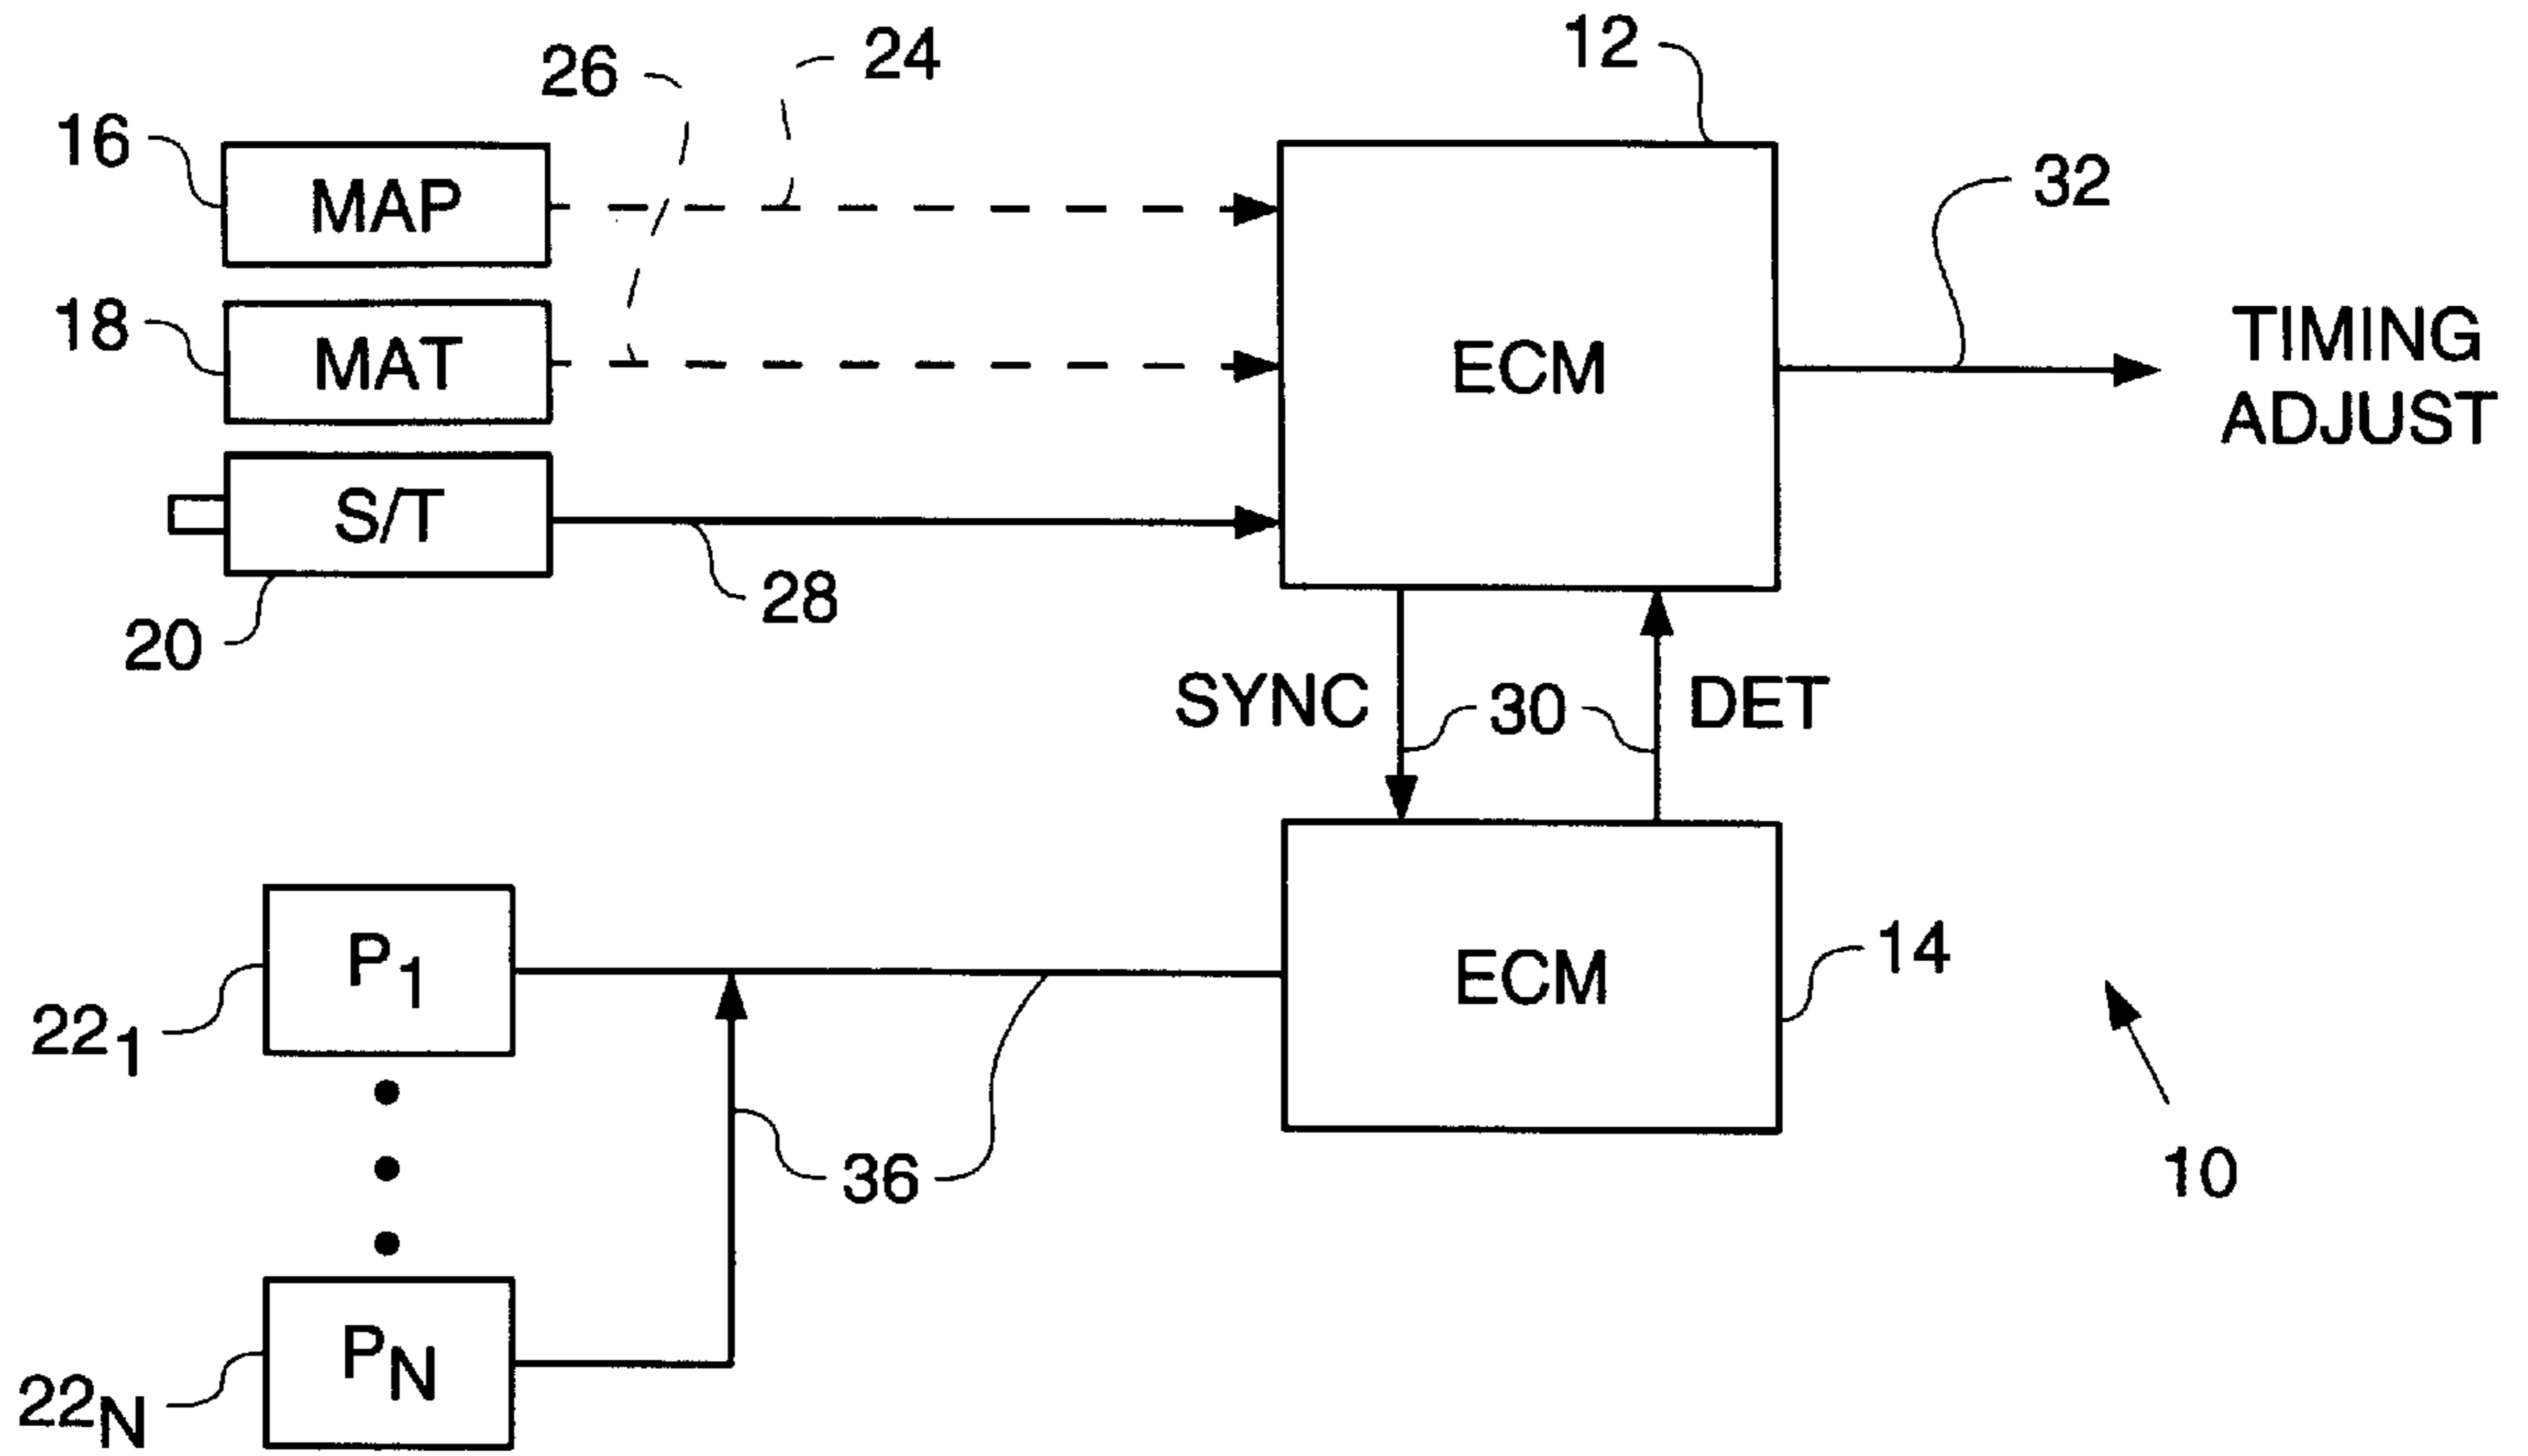 26
24
12
16
MAP
32
18
MAT
ECM
TIMING
ADJUST
S/T
28
20
SYNC
30
DET
P1
221
ECM
14
36
10
PN
22N